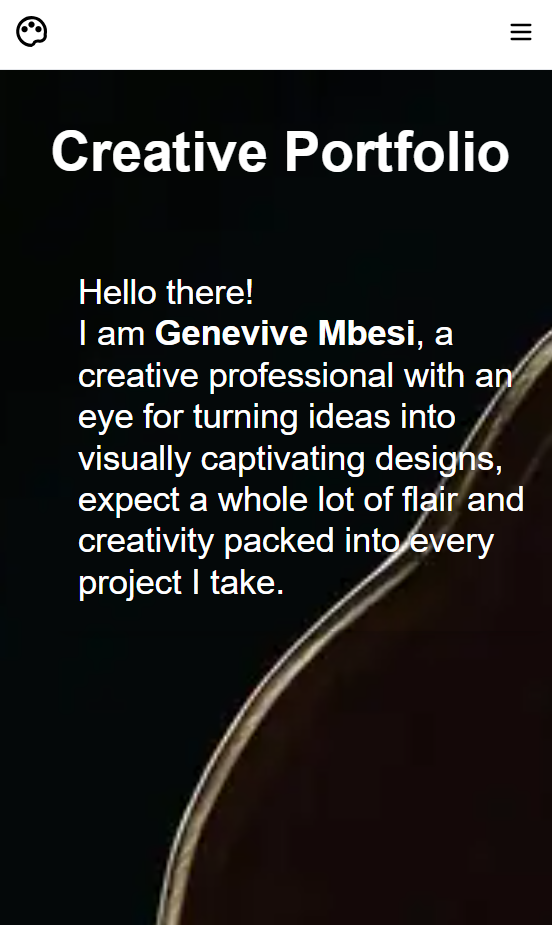 Creative Portfolio
Hello there!
I am Genevive Mbesi, a
creative professional with an
eye for turning ideas into
visually captivating designs,
expect a whole lot of flair and
creativity packed into every
project I take.